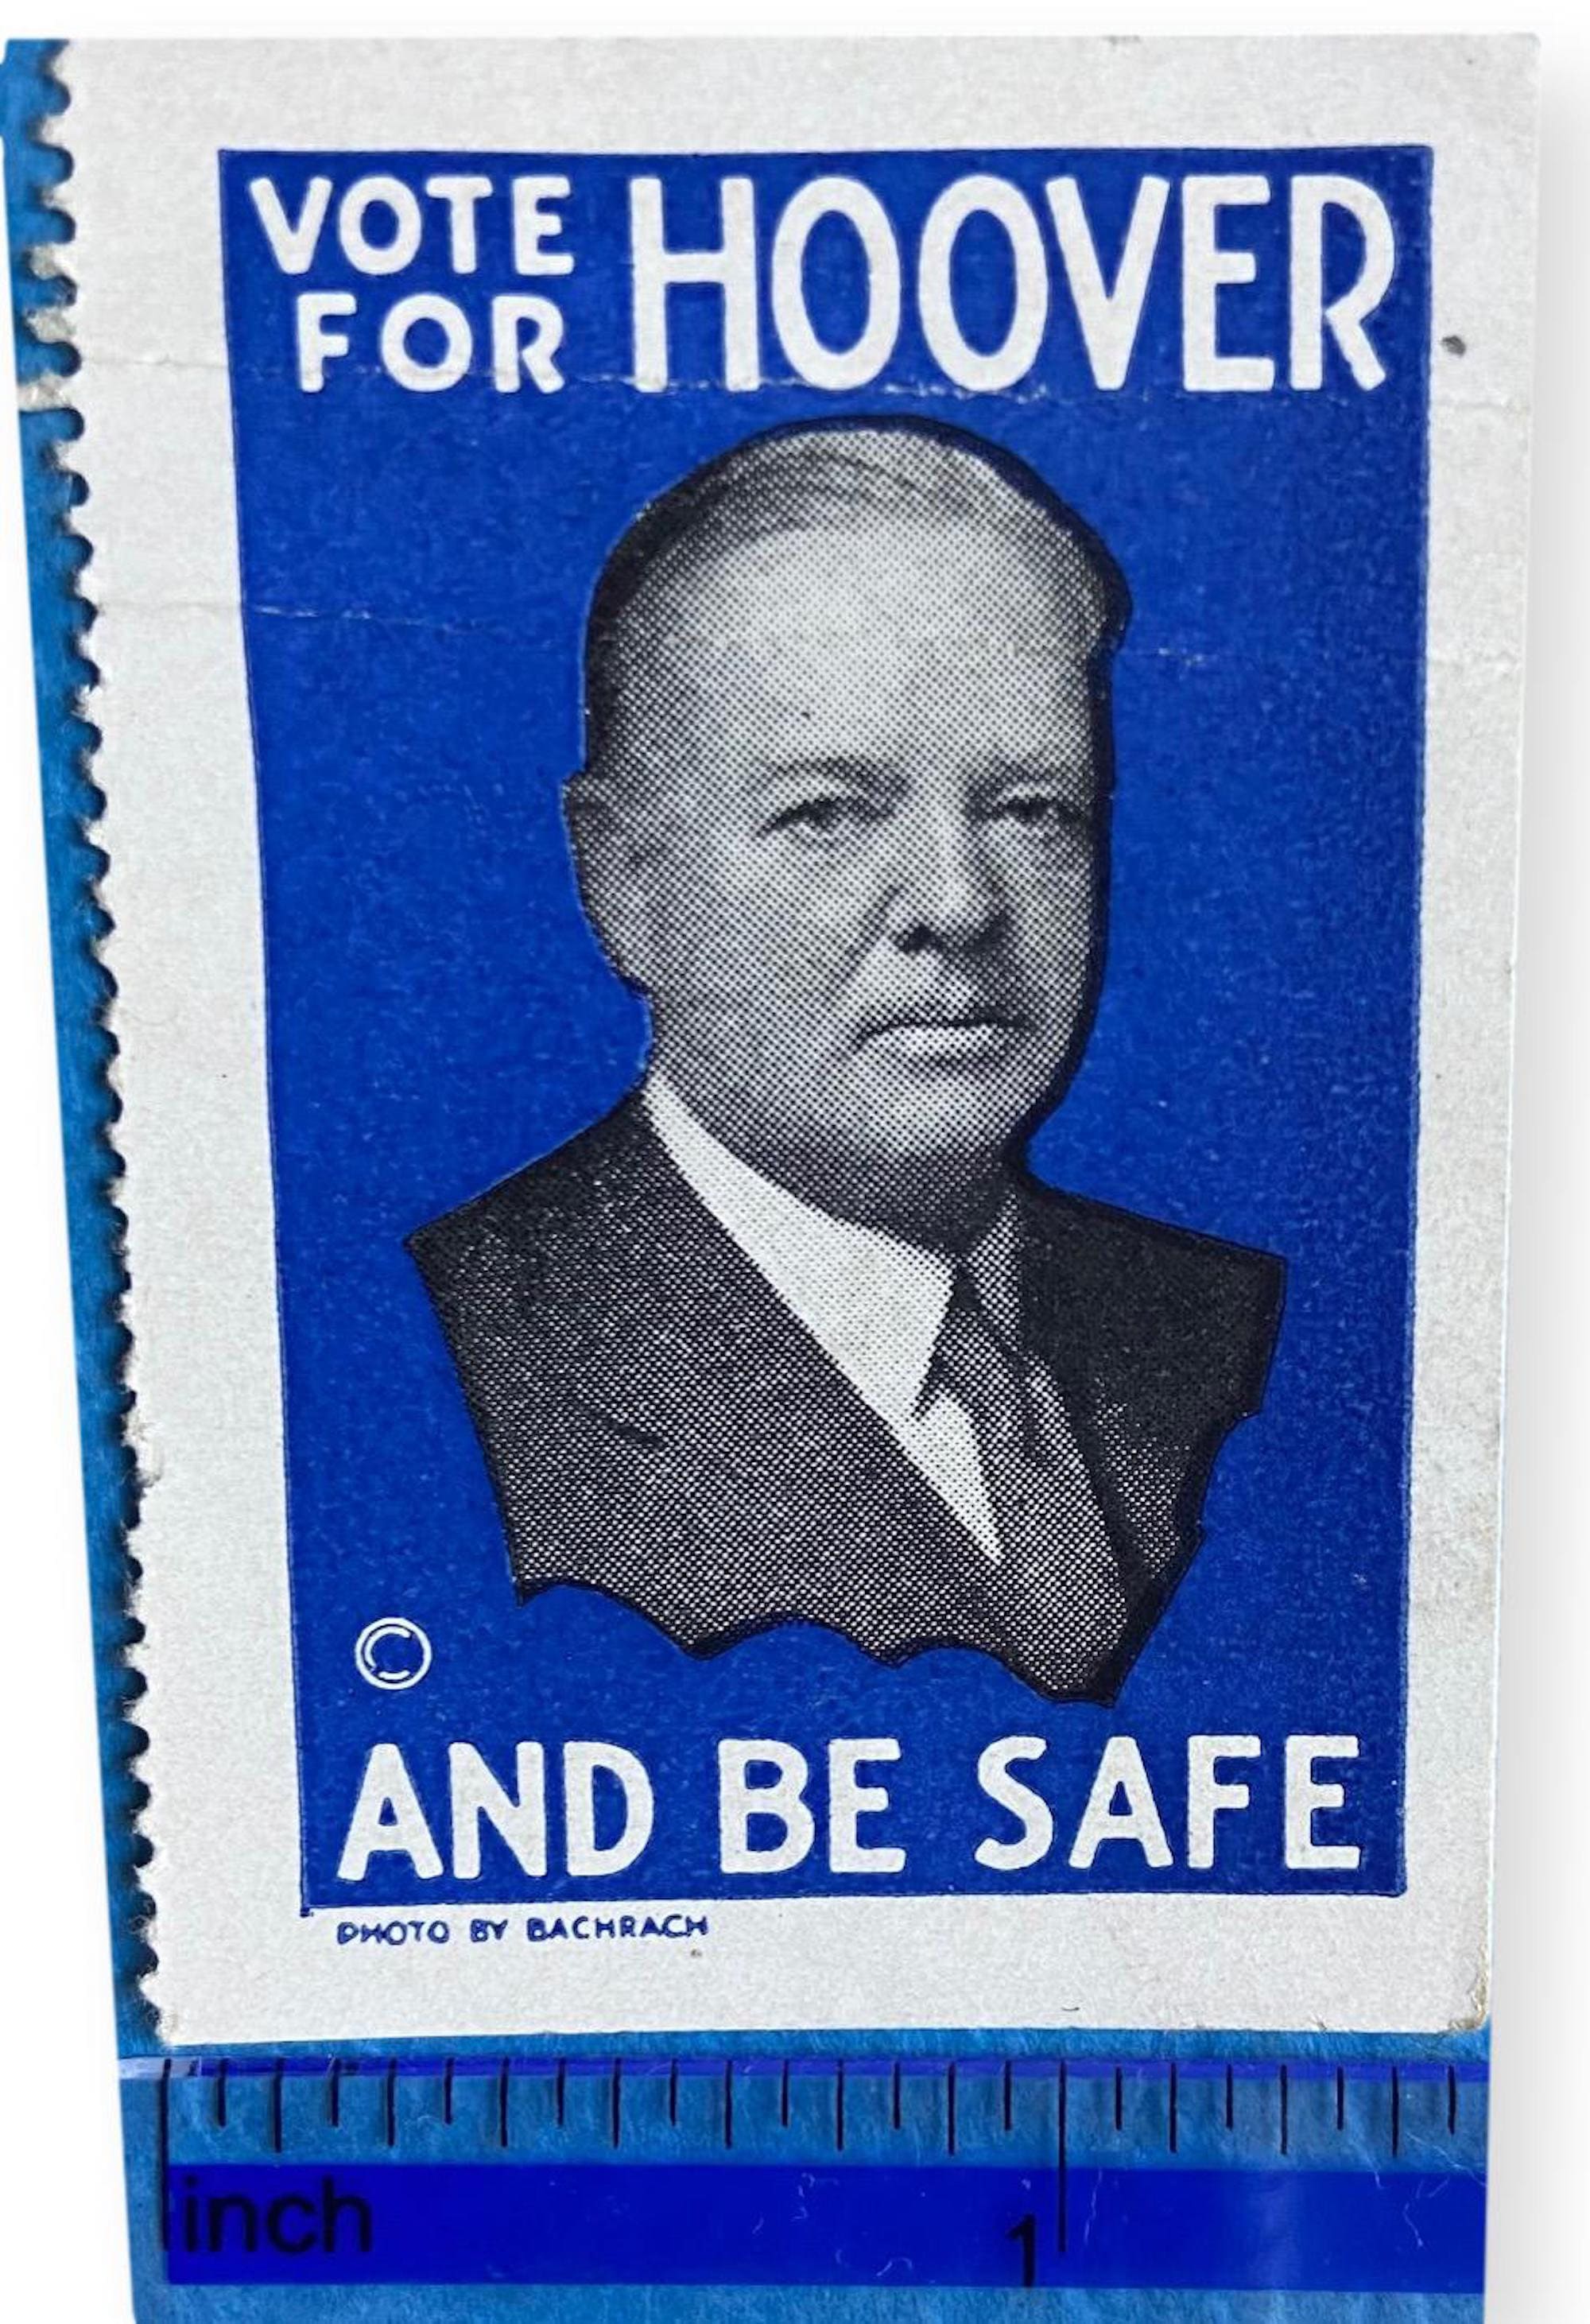 VOTE
FOR HOOVER
©
AND BE SAFE
PHOTO BY BACHRACH
inch
1